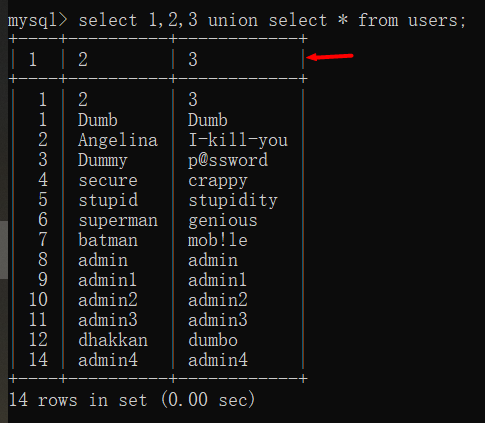 mysql> select 1,2,3 union select * from users;
+----+----------+------------+
| 1 | 2 | 3 |
+----+----------+------------+
| 1 | 2 | 3 |
| 1 | Dumb | Dumb |
| 2 | Angelina | I-kill-you |
| 3 | Dummy | p@ssword |
| 4 | secure | crappy |
| 5 | stupid | stupidity |
| 6 | superman | genious |
| 7 | batman | mob!le |
| 8 | admin | admin |
| 9 | admin1 | admin1 |
| 10 | admin2 | admin2 |
| 11 | admin3 | admin3 |
| 12 | dhakkan | dumbo |
| 14 | admin4 | admin4 |
+----+----------+------------+
14 rows in set (0.00 sec)